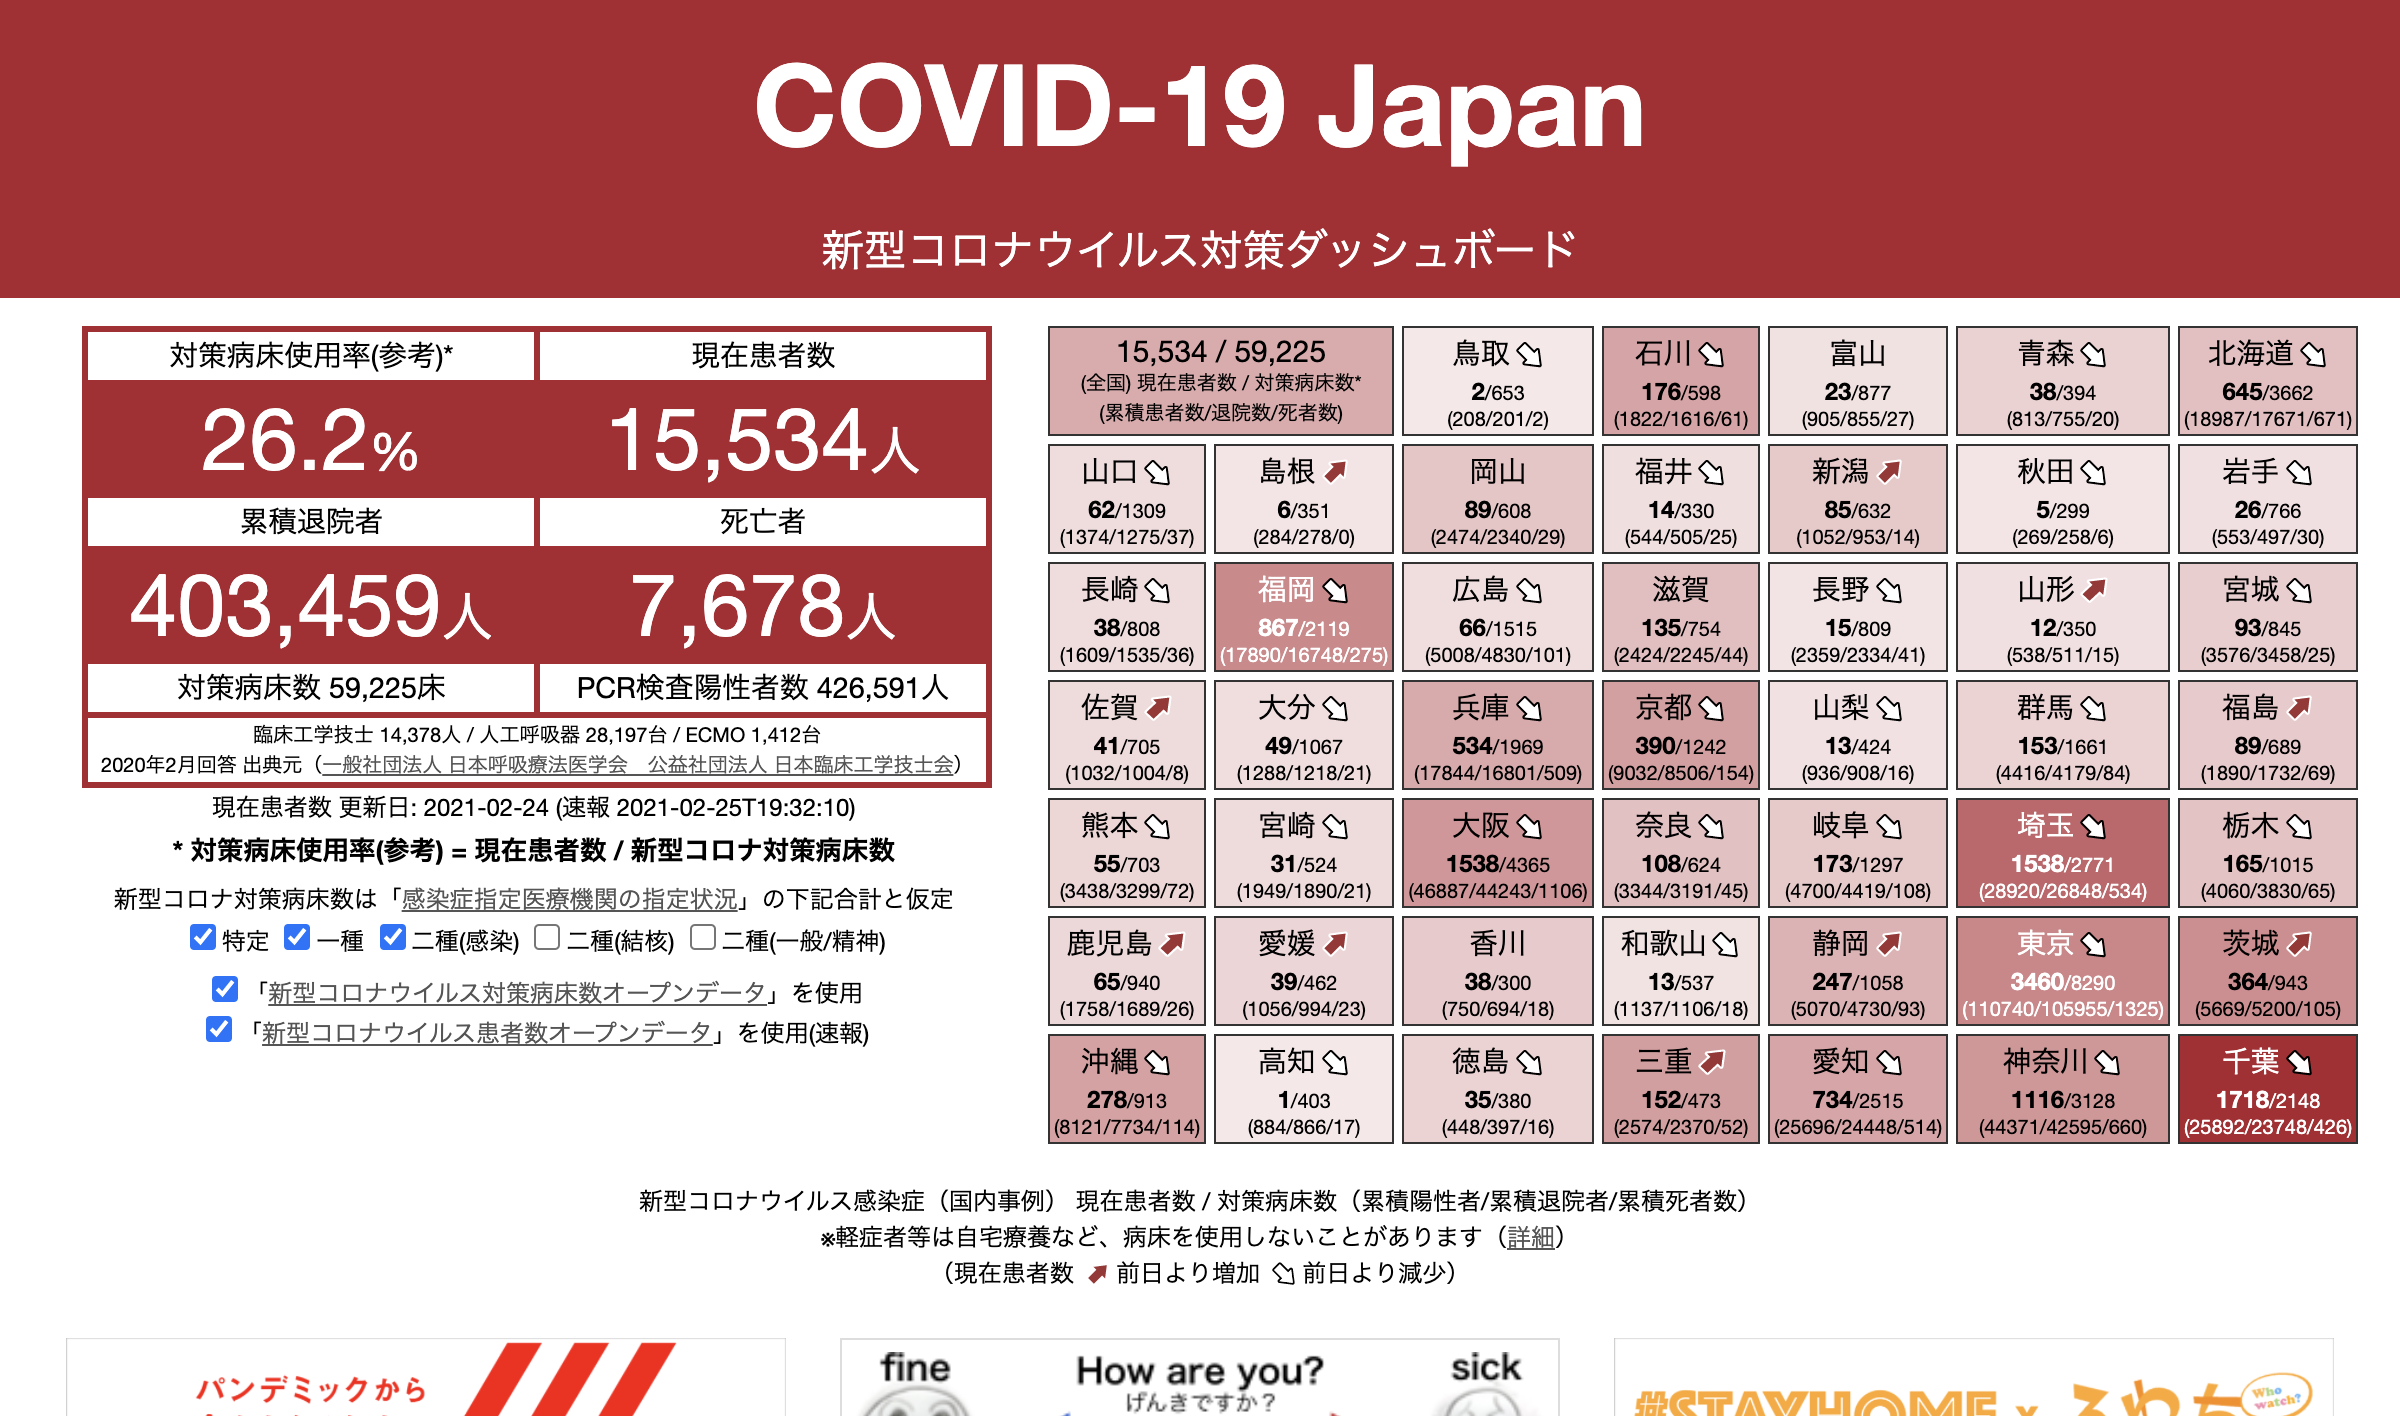 COVID-19 Japan
新型コロナウイルス対策ダッシュボード
対策病床使用率(参考)*
現在患者数
26.2%
15,534人
累積退院者
死亡者
403,459人
7,678人
対策病床数 59,225床
PCR検査陽性者数 426,591人
臨床工学技士 14,378人 / 人工呼吸器 28,197台 / ECMO 1,412台
2020年2月回答 出典元（一般社団法人 日本呼吸療法医学会　公益社団法人 日本臨床工学技士会）
現在患者数 更新日: 2021-02-24 (速報 2021-02-25T19:32:10)
* 対策病床使用率(参考) = 現在患者数 / 新型コロナ対策病床数
新型コロナ対策病床数は「感染症指定医療機関の指定状況」の下記合計と仮定
特定 一種 二種(感染) 二種(結核) 二種(一般/精神)
「新型コロナウイルス対策病床数オープンデータ」を使用
「新型コロナウイルス患者数オープンデータ」を使用(速報)
15,534 / 59,225
(全国) 現在患者数 / 対策病床数*
(累積患者数/退院数/死者数)
鳥取
2/653
(208/201/2)
石川
176/598
(1822/1616/61)
富山
23/877
(905/855/27)
青森
38/394
(813/755/20)
北海道
645/3662
(18987/17671/671)
山口
62/1309
(1374/1275/37)
島根
6/351
(284/278/0)
岡山
89/608
(2474/2340/29)
福井
14/330
(544/505/25)
新潟
85/632
(1052/953/14)
秋田
5/299
(269/258/6)
岩手
26/766
(553/497/30)
長崎
38/808
(1609/1535/36)
福岡
867/2119
(17890/16748/275)
広島
66/1515
(5008/4830/101)
滋賀
135/754
(2424/2245/44)
長野
15/809
(2359/2334/41)
山形
12/350
(538/511/15)
宮城
93/845
(3576/3458/25)
佐賀
41/705
(1032/1004/8)
大分
49/1067
(1288/1218/21)
兵庫
534/1969
(17844/16801/509)
京都
390/1242
(9032/8506/154)
山梨
13/424
(936/908/16)
群馬
153/1661
(4416/4179/84)
福島
89/689
(1890/1732/69)
熊本
55/703
(3438/3299/72)
宮崎
31/524
(1949/1890/21)
大阪
1538/4365
(46887/44243/1106)
奈良
108/624
(3344/3191/45)
岐阜
173/1297
(4700/4419/108)
埼玉
1538/2771
(28920/26848/534)
栃木
165/1015
(4060/3830/65)
鹿児島
65/940
(1758/1689/26)
愛媛
39/462
(1056/994/23)
香川
38/300
(750/694/18)
和歌山
13/537
(1137/1106/18)
静岡
247/1058
(5070/4730/93)
東京
3460/8290
(110740/105955/1325)
茨城
364/943
(5669/5200/105)
沖縄
278/913
(8121/7734/114)
高知
1/403
(884/866/17)
徳島
35/380
(448/397/16)
三重
152/473
(2574/2370/52)
愛知
734/2515
(25696/24448/514)
神奈川
1116/3128
(44371/42595/660)
千葉
1718/2148
(25892/23748/426)
新型コロナウイルス感染症（国内事例） 現在患者数 / 対策病床数（累積陽性者/累積退院者/累積死者数）
※軽症者等は自宅療養など、病床を使用しないことがあります（詳細）
（現在患者数 前日より増加 前日より減少）
パンデミックから
fine
How are you?
げんきですか？
sick
#STAYHOME x ふわっち
Who watch?